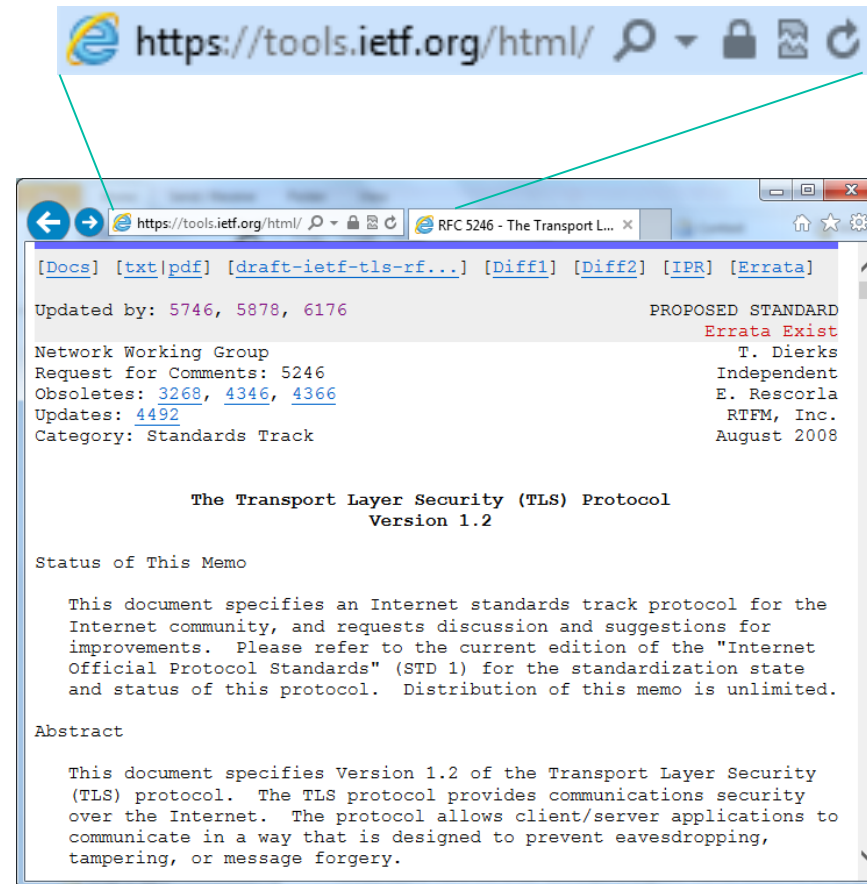 https://tools.ietf.org/html/
https://tools.ietf.org/html/
RFC 5246 - The Transport L...
[Docs] [txt|pdf] [draft-ietf-tls-rf...] [Diff1] [Diff2] [IPR] [Errata]
Updated by: 5746, 5878, 6176 PROPOSED STANDARD
Errata Exist
Network Working Group T. Dierks
Request for Comments: 5246 Independent
Obsoletes: 3268, 4346, 4366 E. Rescorla
Updates: 4492 RTFM, Inc.
Category: Standards Track August 2008
The Transport Layer Security (TLS) Protocol
Version 1.2
Status of This Memo
This document specifies an Internet standards track protocol for the
Internet community, and requests discussion and suggestions for
improvements. Please refer to the current edition of the "Internet
Official Protocol Standards" (STD 1) for the standardization state
and status of this protocol. Distribution of this memo is unlimited.
Abstract
This document specifies Version 1.2 of the Transport Layer Security
(TLS) protocol. The TLS protocol provides communications security
over the Internet. The protocol allows client/server applications to
communicate in a way that is designed to prevent eavesdropping,
tampering, or message forgery.